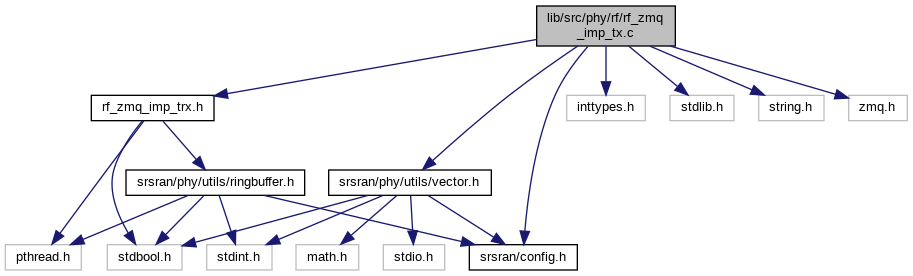 lib/src/phy/rf/rf_zmq
_imp_tx.c
rf_zmq_imp_trx.h
inttypes.h
stdlib.h
string.h
zmq.h
srsran/phy/utils/ringbuffer.h
srsran/phy/utils/vector.h
pthread.h
stdbool.h
stdint.h
math.h
stdio.h
srsran/config.h